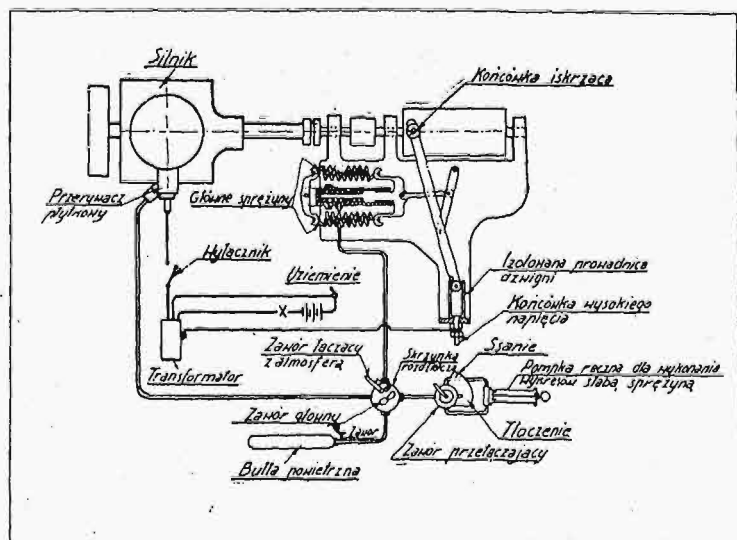 Silnik
Końcówka iskrząca
Przerywacz
płytkowy
Główne sprężyny
Wyłącznik
Uziemienie
Izolowana prowadnica
dzwigni
Końcówka wysokiego
napięcia
Transformator
Zawór łączący
z atmosferą
Skrzynka
rozdzielcza
Ssanie
Pompka ręczna dla wykonania
wykresów słabą sprężyną
Zawór główny
Zawór
Tłoczenie
Zawór przełączający
Butla powietrzna